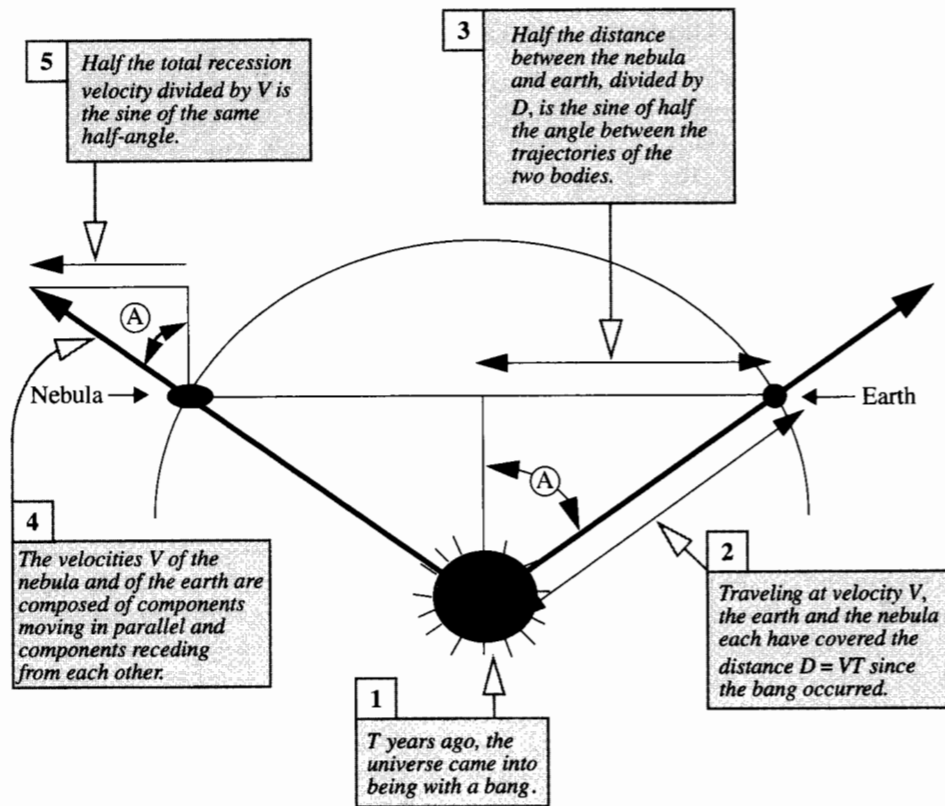 5
Half the total recession
velocity divided by V is
the sine of the same
half-angle.
3
Half the distance
between the nebula
and earth, divided by
D, is the sine of half
the angle between the
trajectories of the
two bodies.
A
Nebula
Earth
A
4
The velocities V of the
nebula and of the earth are
composed of components
moving in parallel and
components receding
from each other.
2
Traveling at velocity V,
the earth and the nebula
each have covered the
distance D = VT since
the bang occurred.
1
T years ago, the
universe came into
being with a bang.